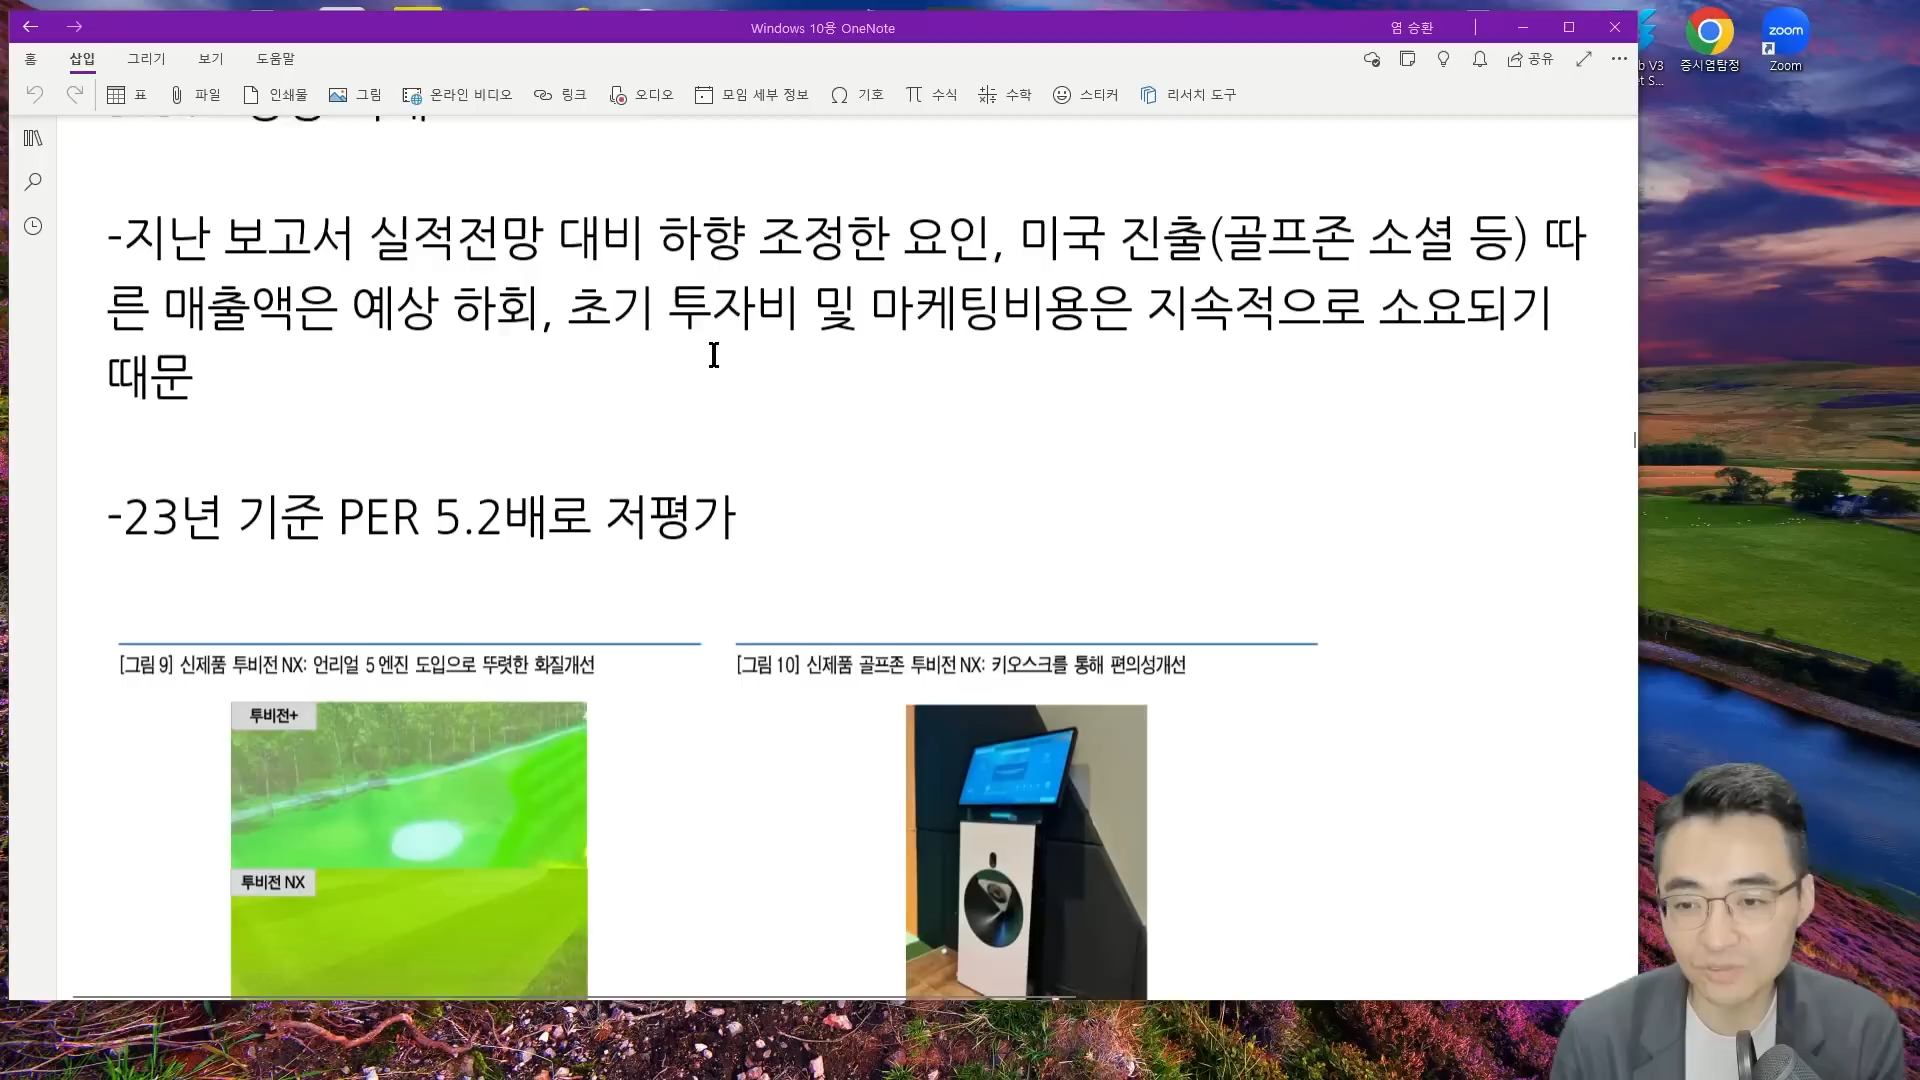 Windows 10용 OneNote
염 승환
홈 삽입 그리기 보기 도움말
공유
표 파일 인쇄물 그림 온라인 비디오 링크 오디오 모임 세부 정보 기호 수식 수학 스티커 리서치 도구
b V3
t S...
증시염탐정
zoom
Zoom
-지난 보고서 실적전망 대비 하향 조정한 요인, 미국 진출(골프존 소셜 등) 따
른 매출액은 예상 하회, 초기 투자비 및 마케팅비용은 지속적으로 소요되기
때문
-23년 기준 PER 5.2배로 저평가
[그림 9] 신제품 투비전 NX: 언리얼 5 엔진 도입으로 뚜렷한 화질개선
[그림 10] 신제품 골프존 투비전 NX: 키오스크를 통해 편의성개선
투비전+
투비전 NX